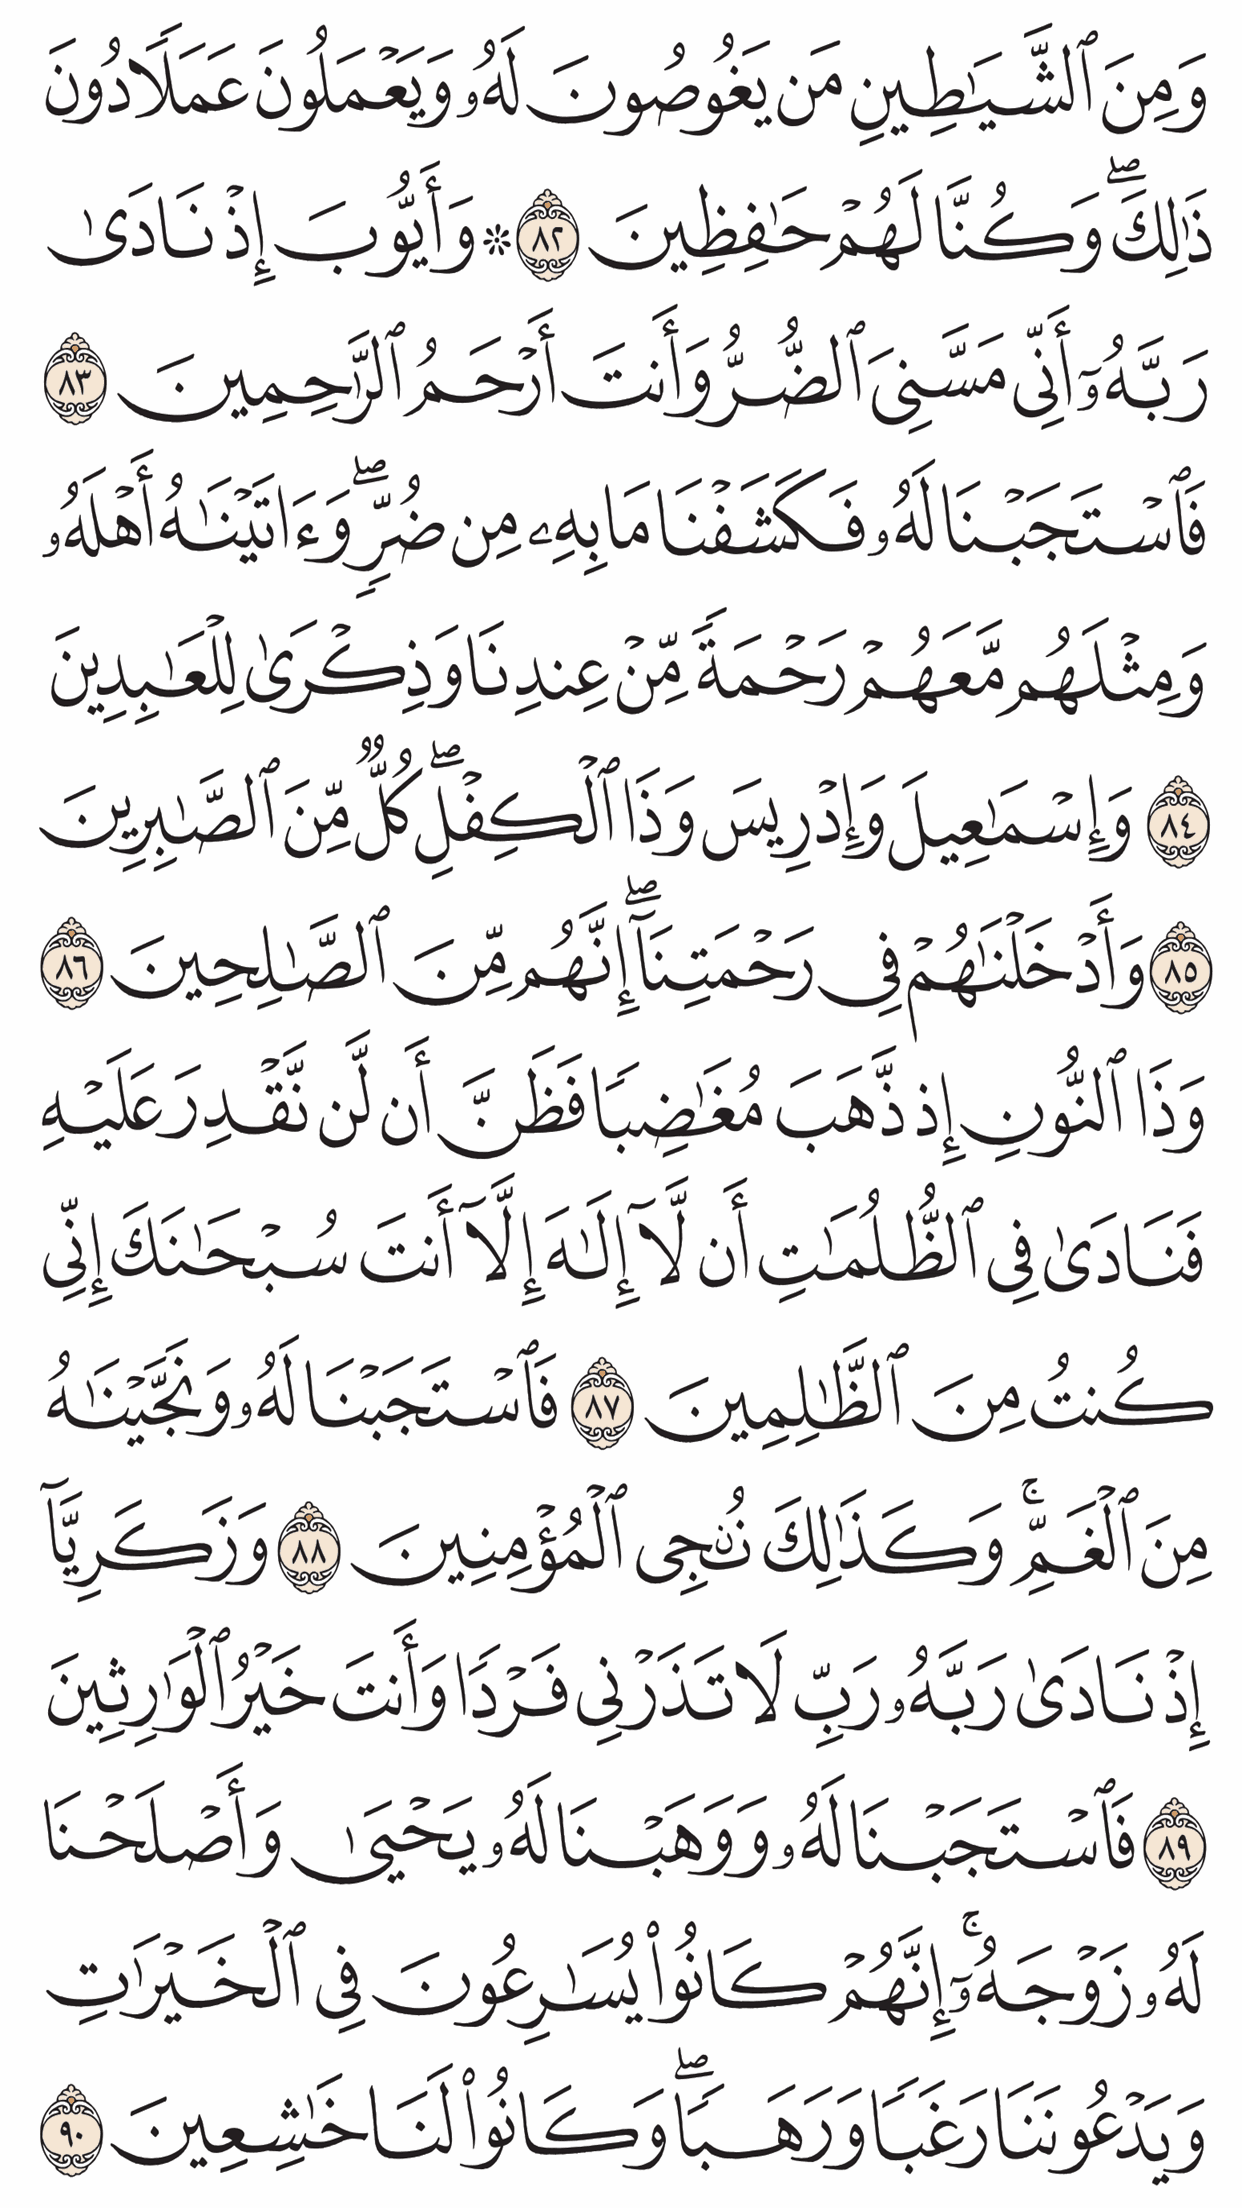 وَمِنَ ٱلشَّيَـٰطِينِ مَن يَغُوصُونَ لَهُۥ وَيَعْمَلُونَ عَمَلًا دُونَ
ذَٰلِكَ ۖ وَكُنَّا لَهُمْ حَـٰفِظِينَ ٨٢ ۞ وَأَيُّوبَ إِذْ نَادَىٰ
رَبَّهُۥٓ أَنِّى مَسَّنِىَ ٱلضُّرُّ وَأَنتَ أَرْحَمُ ٱلرَّٰحِمِينَ ٨٣
فَٱسْتَجَبْنَا لَهُۥ فَكَشَفْنَا مَا بِهِۦ مِن ضُرٍّ ۖ وَءَاتَيْنَـٰهُ أَهْلَهُۥ
وَمِثْلَهُم مَّعَهُمْ رَحْمَةً مِّنْ عِندِنَا وَذِكْرَىٰ لِلْعَـٰبِدِينَ
٨٤ وَإِسْمَـٰعِيلَ وَإِدْرِيسَ وَذَا ٱلْكِفْلِ ۖ كُلٌّ مِّنَ ٱلصَّـٰبِرِينَ
٨٥ وَأَدْخَلْنَـٰهُمْ فِى رَحْمَتِنَآ ۖ إِنَّهُم مِّنَ ٱلصَّـٰلِحِينَ ٨٦
وَذَا ٱلنُّونِ إِذ ذَّهَبَ مُغَـٰضِبًا فَظَنَّ أَن لَّن نَّقْدِرَ عَلَيْهِ
فَنَادَىٰ فِى ٱلظُّلُمَـٰتِ أَن لَّآ إِلَـٰهَ إِلَّآ أَنتَ سُبْحَـٰنَكَ إِنِّى
كُنتُ مِنَ ٱلظَّـٰلِمِينَ ٨٧ فَٱسْتَجَبْنَا لَهُۥ وَنَجَّيْنَـٰهُ
مِنَ ٱلْغَمِّ ۚ وَكَذَٰلِكَ نُـۨجِى ٱلْمُؤْمِنِينَ ٨٨ وَزَكَرِيَّآ
إِذْ نَادَىٰ رَبَّهُۥ رَبِّ لَا تَذَرْنِى فَرْدًا وَأَنتَ خَيْرُ ٱلْوَٰرِثِينَ
٨٩ فَٱسْتَجَبْنَا لَهُۥ وَوَهَبْنَا لَهُۥ يَحْيَىٰ وَأَصْلَحْنَا
لَهُۥ زَوْجَهُۥٓ ۚ إِنَّهُمْ كَانُوا۟ يُسَـٰرِعُونَ فِى ٱلْخَيْرَٰتِ
وَيَدْعُونَنَا رَغَبًا وَرَهَبًا ۖ وَكَانُوا۟ لَنَا خَـٰشِعِينَ ٩٠